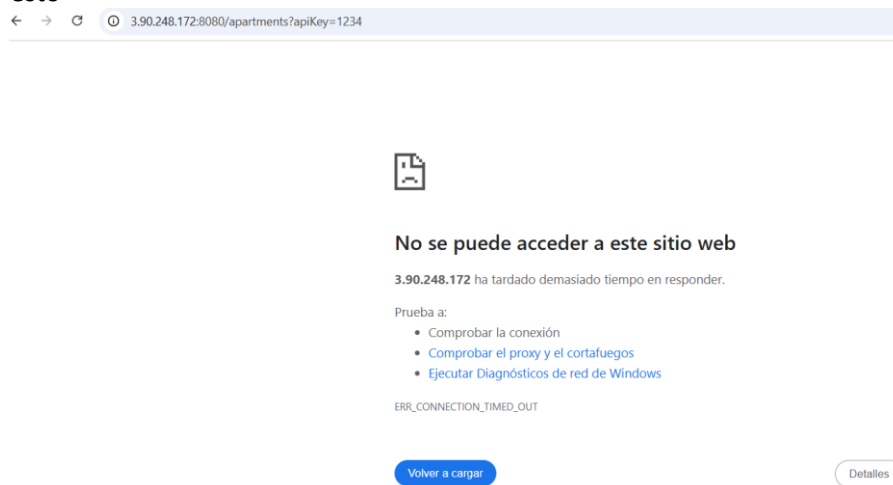 3.90.248.172:8080/apartments?apiKey=1234
No se puede acceder a este sitio web
3.90.248.172 ha tardado demasiado tiempo en responder.
Prueba a:
Comprobar la conexión
Comprobar el proxy y el cortafuegos
Ejecutar Diagnósticos de red de Windows
ERR_CONNECTION_TIMED_OUT
Volver a cargar
Detalles